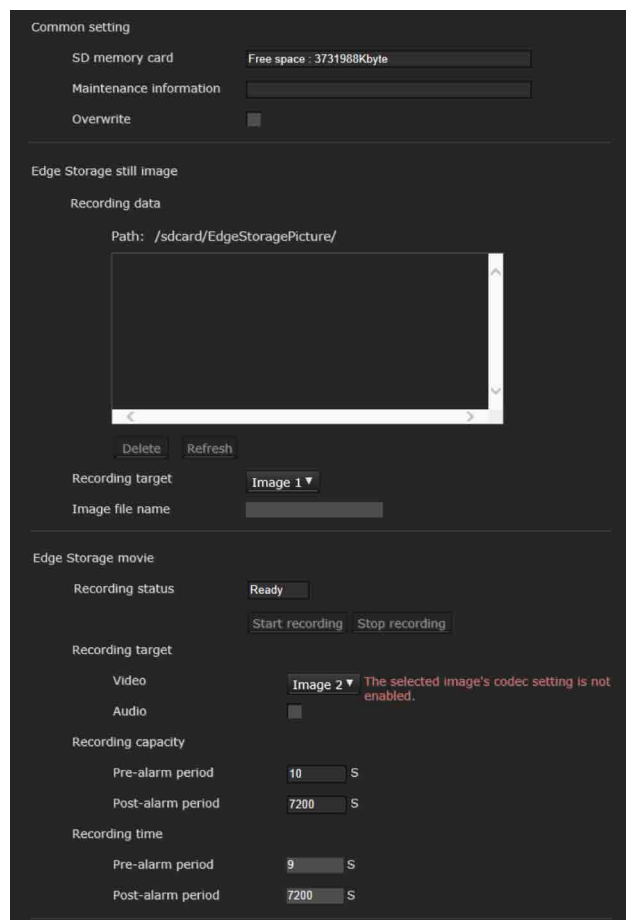 Common setting
SD memory card Free space : 3731988Kbyte
Maintenance information
Overwrite
Edge Storage still image
Recording data
Path: /sdcard/EdgeStoragePicture/
Delete Refresh
Recording target Image 1
Image file name
Edge Storage movie
Recording status Ready
Start recording Stop recording
Recording target
Video Image 2 The selected image's codec setting is not
enabled.
Audio
Recording capacity
Pre-alarm period 10 S
Post-alarm period 7200 S
Recording time
Pre-alarm period 9 S
Post-alarm period 7200 S